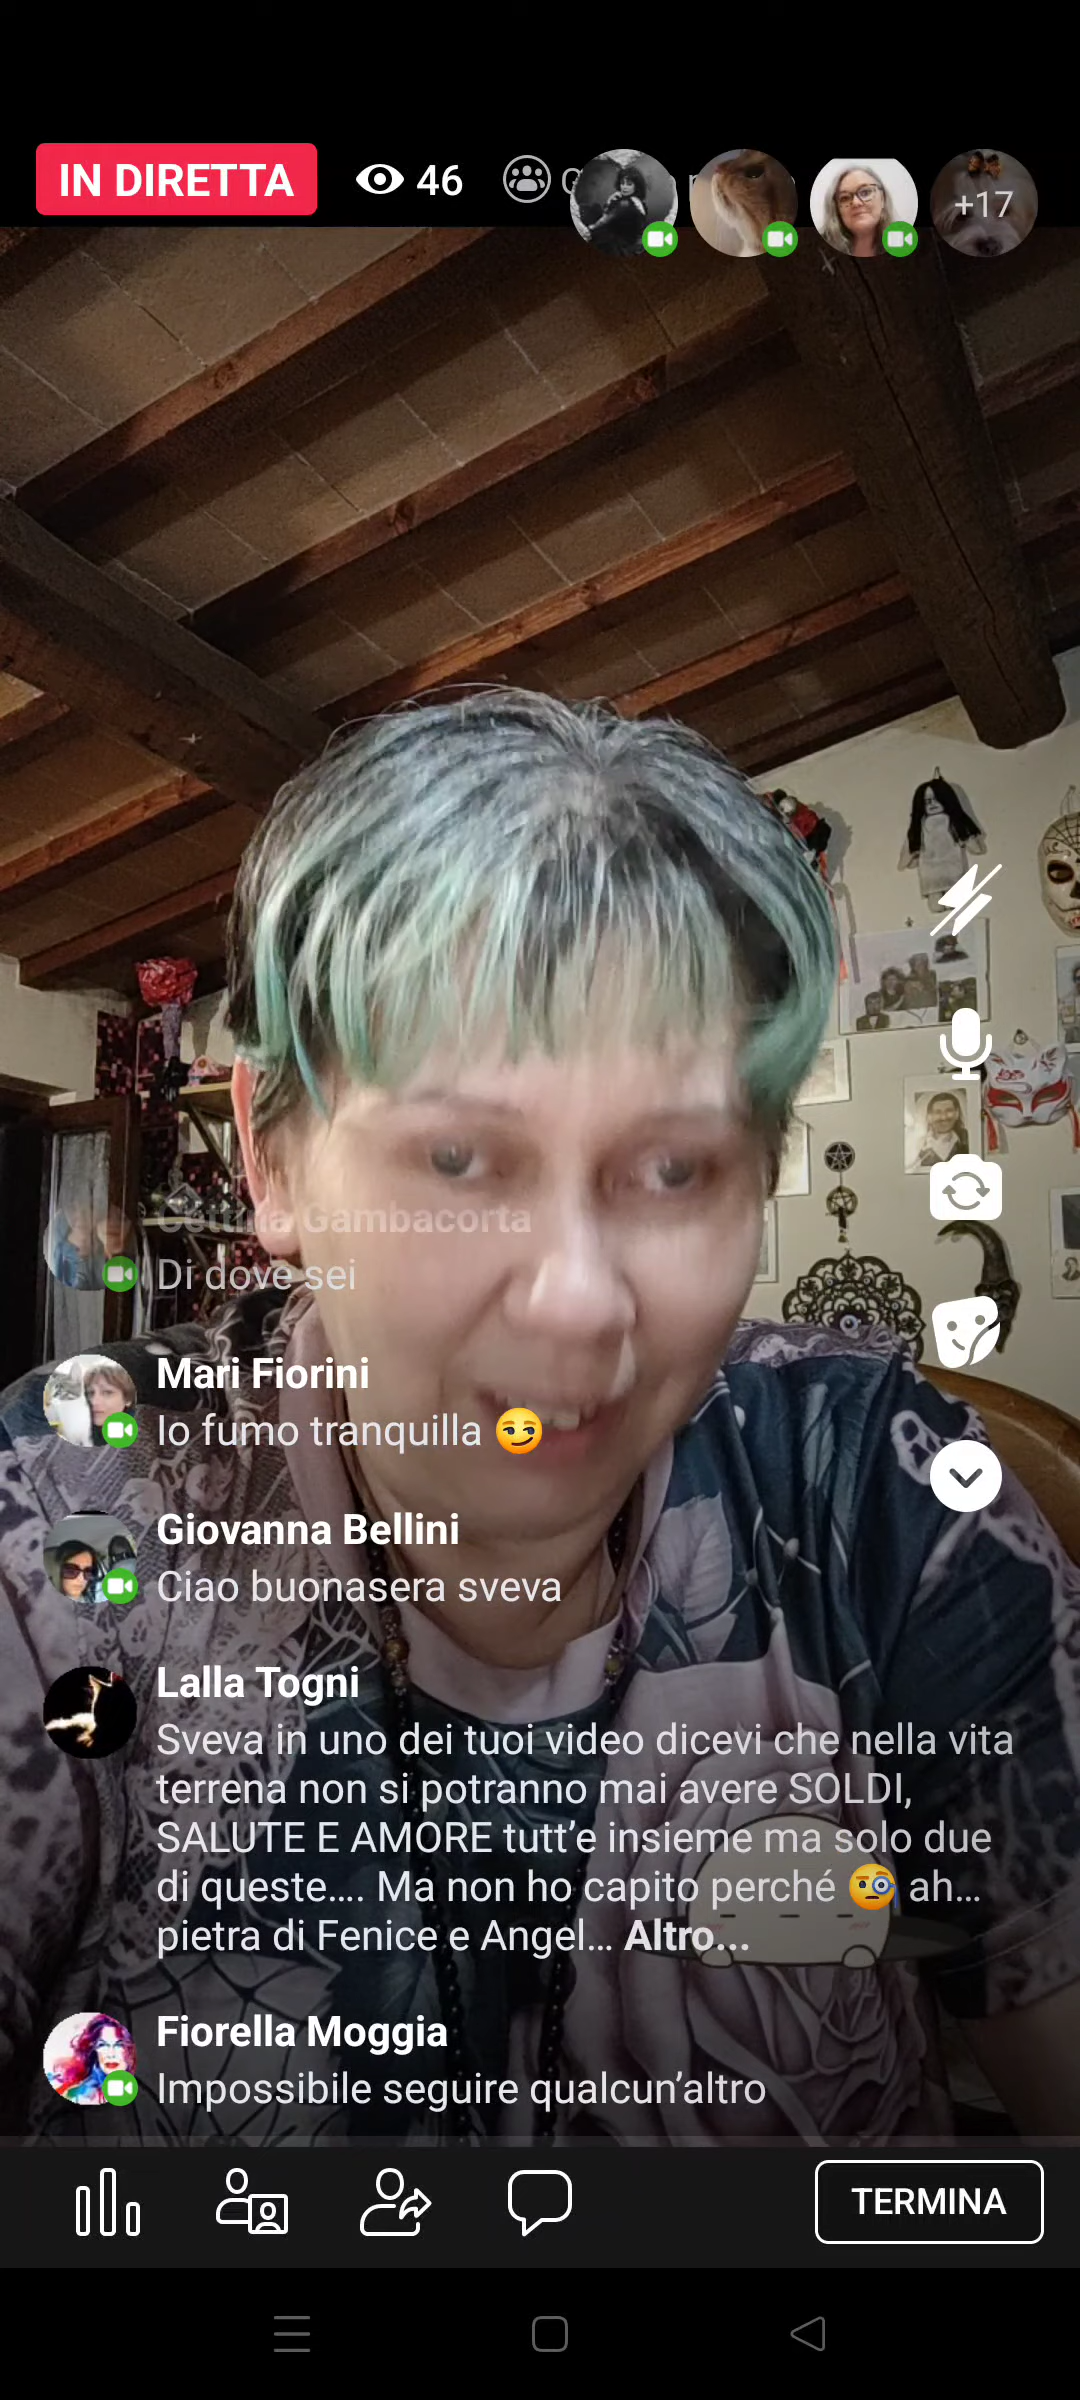 IN DIRETTA
46
+17
Cettina Gambacorta
Di dove sei
Mari Fiorini
Io fumo tranquilla 😏
Giovanna Bellini
Ciao buonasera sveva
Lalla Togni
Sveva in uno dei tuoi video dicevi che nella vita
terrena non si potranno mai avere SOLDI,
SALUTE E AMORE tutt’e insieme ma solo due
di queste.... Ma non ho capito perché 🧐 ah...
pietra di Fenice e Angel... Altro...
Fiorella Moggia
Impossibile seguire qualcun’altro
TERMINA